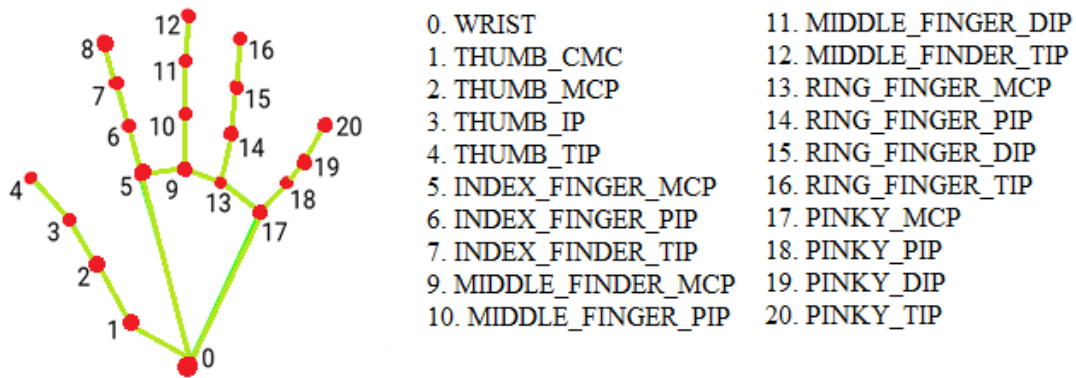 12
8
16
11
7
15
6
10
20
14
19
4
5
9
18
13
3
17
2
1
0
0. WRIST
1. THUMB_CMC
2. THUMB_MCP
3. THUMB_IP
4. THUMB_TIP
5. INDEX_FINGER_MCP
6. INDEX_FINGER_PIP
7. INDEX_FINDER_TIP
9. MIDDLE_FINDER_MCP
10. MIDDLE_FINGER_PIP
11. MIDDLE_FINGER_DIP
12. MIDDLE_FINDER_TIP
13. RING_FINGER_MCP
14. RING_FINGER_PIP
15. RING_FINGER_DIP
16. RING_FINGER_TIP
17. PINKY_MCP
18. PINKY_PIP
19. PINKY_DIP
20. PINKY_TIP